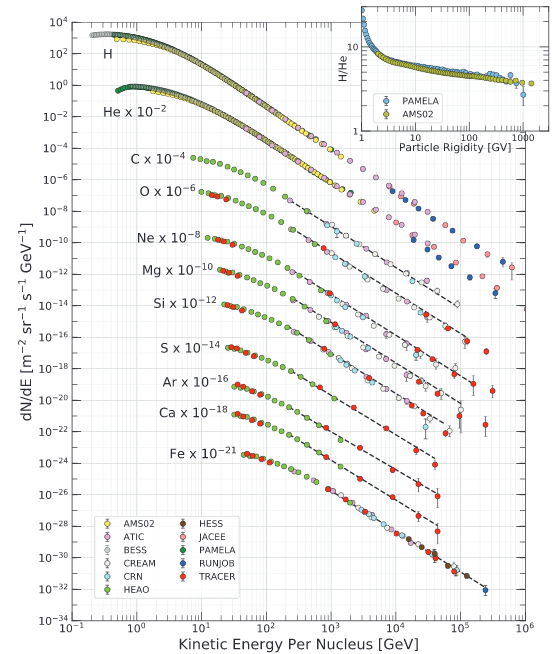 10^4
10^2
10^0
10^−2
10^−4
10^−6
10^−8
10^−10
10^−12
10^−14
10^−16
10^−18
10^−20
10^−22
10^−24
10^−26
10^−28
10^−30
10^−32
10^−34
dN/dE [m^−2 sr^−1 s^−1 GeV^−1]
H
He x 10^−2
C x 10^−4
O x 10^−6
Ne x 10^−8
Mg x 10^−10
Si x 10^−12
S x 10^−14
Ar x 10^−16
Ca x 10^−18
Fe x 10^−21
H/He
10
1
PAMELA
AMS02
1
10
100
1000
Particle Rigidity [GV]
AMS02
ATIC
BESS
CREAM
CRN
HEAO
HESS
JACEE
PAMELA
RUNJOB
TRACER
10^−1
10^0
10^1
10^2
10^3
10^4
10^5
10^6
Kinetic Energy Per Nucleus [GeV]